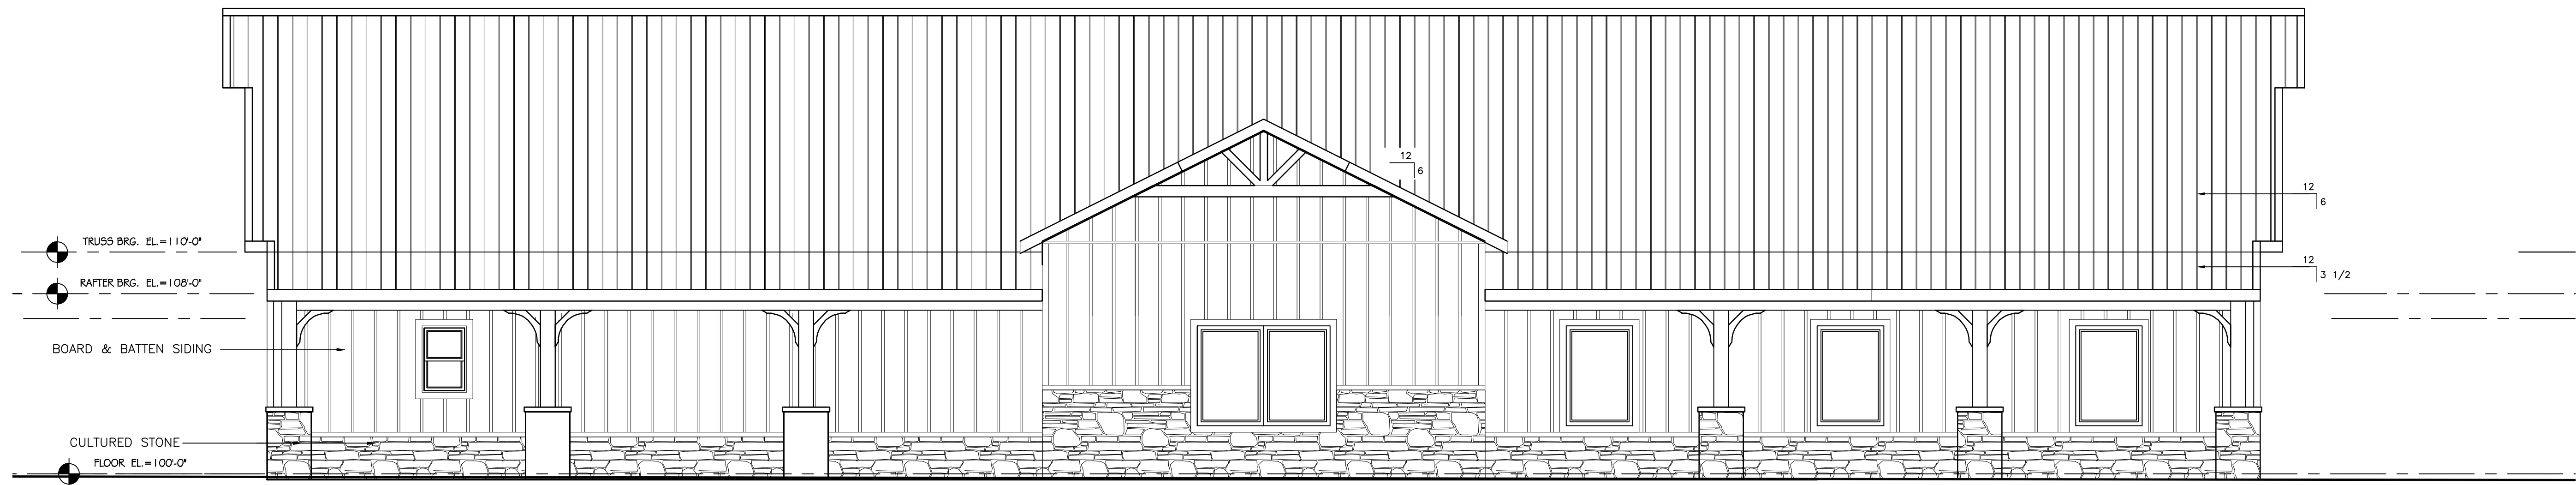 12
6
12
6
TRUSS BRG. EL.=110'-0"
12
3 1/2
RAFTER BRG. EL.=108'-0"
BOARD & BATTEN SIDING
CULTURED STONE
FLOOR EL.=100'-0"